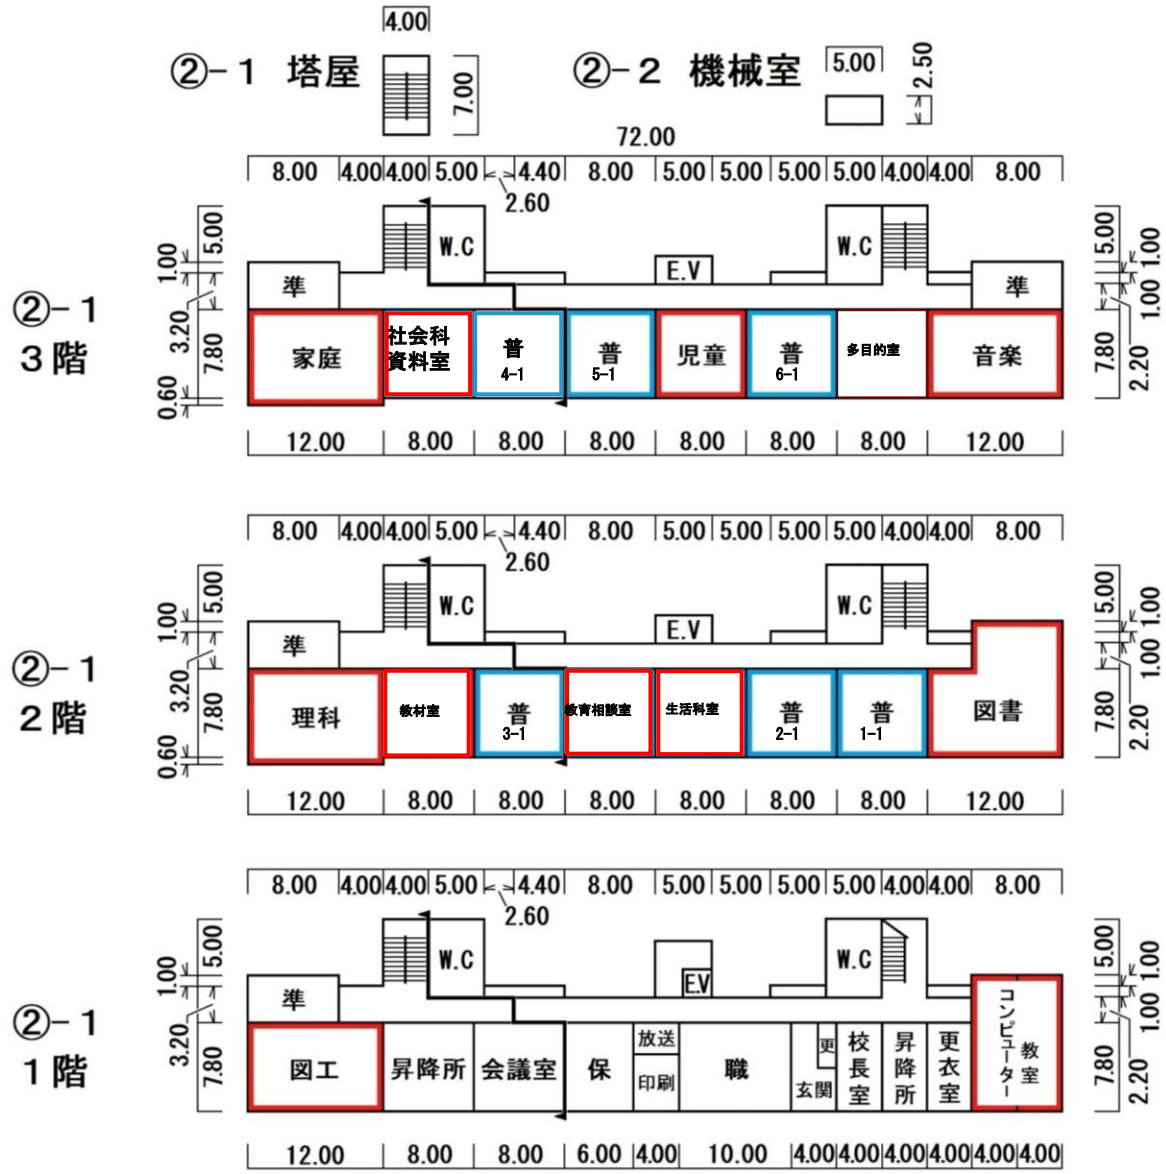 4.00
②-1 塔屋
7.00
②-2 機械室
5.00
2.50
72.00
8.00 4.00 4.00 5.00 4.40 8.00 5.00 5.00 5.00 5.00 4.00 4.00 8.00
2.60
②-1
3階
5.00
1.00
3.20
7.80
0.60
準
W.C
E.V
W.C
準
家庭
社会科
資料室
普
4-1
普
5-1
児童
普
6-1
多目的室
音楽
5.00
1.00
1.00
7.80
2.20
12.00 8.00 8.00 8.00 8.00 8.00 8.00 12.00
8.00 4.00 4.00 5.00 4.40 8.00 5.00 5.00 5.00 5.00 4.00 4.00 8.00
2.60
②-1
2階
5.00
1.00
3.20
7.80
0.60
準
W.C
E.V
W.C
理科
教材室
普
3-1
教育相談室
生活科室
普
2-1
普
1-1
図書
5.00
1.00
1.00
7.80
2.20
12.00 8.00 8.00 8.00 8.00 8.00 8.00 12.00
8.00 4.00 4.00 5.00 4.40 8.00 5.00 5.00 5.00 5.00 4.00 4.00 8.00
2.60
②-1
1階
5.00
1.00
3.20
7.80
準
W.C
E.V
W.C
図工
昇降所
会議室
保
放送
印刷
職
更
玄関
校長室
昇降所
更衣室
コンピューター
教室
5.00
1.00
1.00
7.80
2.20
12.00 8.00 8.00 6.00 4.00 10.00 4.00 4.00 4.00 4.00 4.00 4.00